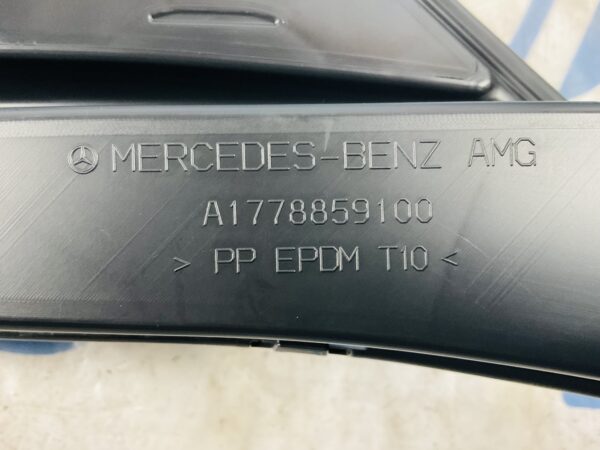 MERCEDES-BENZ AMG
A1778859100
> PP EPDM T10 <